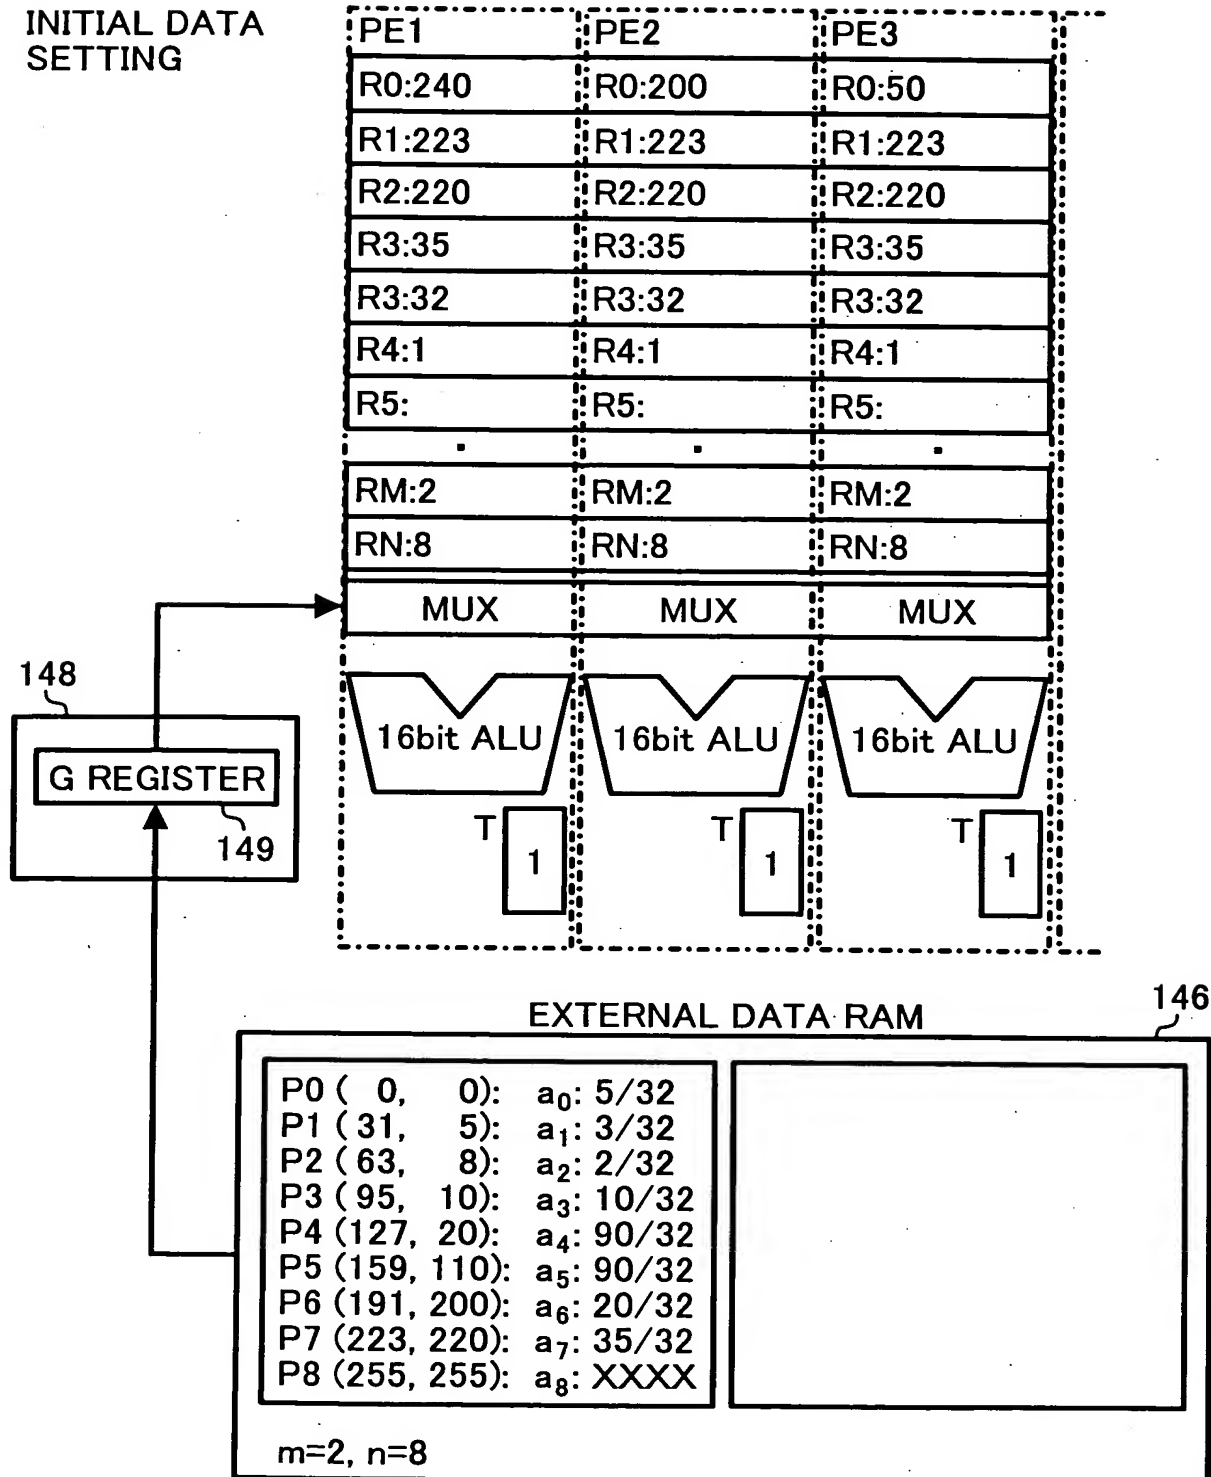 INITIAL DATA
SETTING
PE1 PE2 PE3
R0:240 R0:200 R0:50
R1:223 R1:223 R1:223
R2:220 R2:220 R2:220
R3:35 R3:35 R3:35
R3:32 R3:32 R3:32
R4:1 R4:1 R4:1
R5: R5: R5:
RM:2 RM:2 RM:2
RN:8 RN:8 RN:8
MUX MUX MUX
148
16bit ALU 16bit ALU 16bit ALU
G REGISTER
149
T 1 T 1 T 1
EXTERNAL DATA RAM
146
P0 ( 0, 0): a₀: 5/32
P1 ( 31, 5): a₁: 3/32
P2 ( 63, 8): a₂: 2/32
P3 ( 95, 10): a₃: 10/32
P4 (127, 20): a₄: 90/32
P5 (159, 110): a₅: 90/32
P6 (191, 200): a₆: 20/32
P7 (223, 220): a₇: 35/32
P8 (255, 255): a₈: XXXX
m=2, n=8